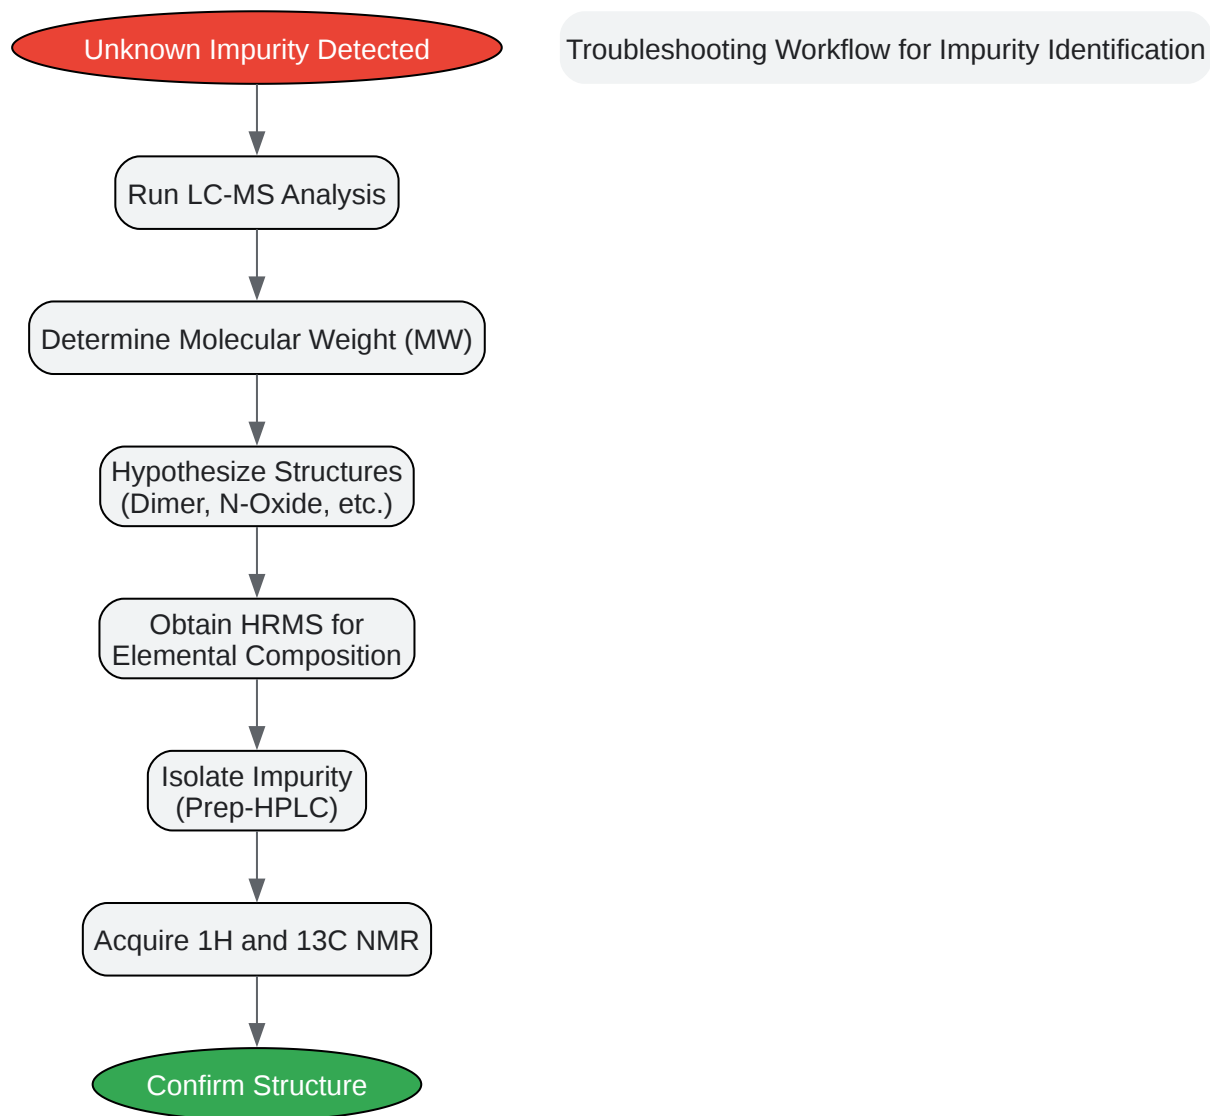 Unknown Impurity Detected
Troubleshooting Workflow for Impurity Identification
Run LC-MS Analysis
Determine Molecular Weight (MW)
Hypothesize Structures
(Dimer, N-Oxide, etc.)
Obtain HRMS for
Elemental Composition
Isolate Impurity
(Prep-HPLC)
Acquire 1H and 13C NMR
Confirm Structure